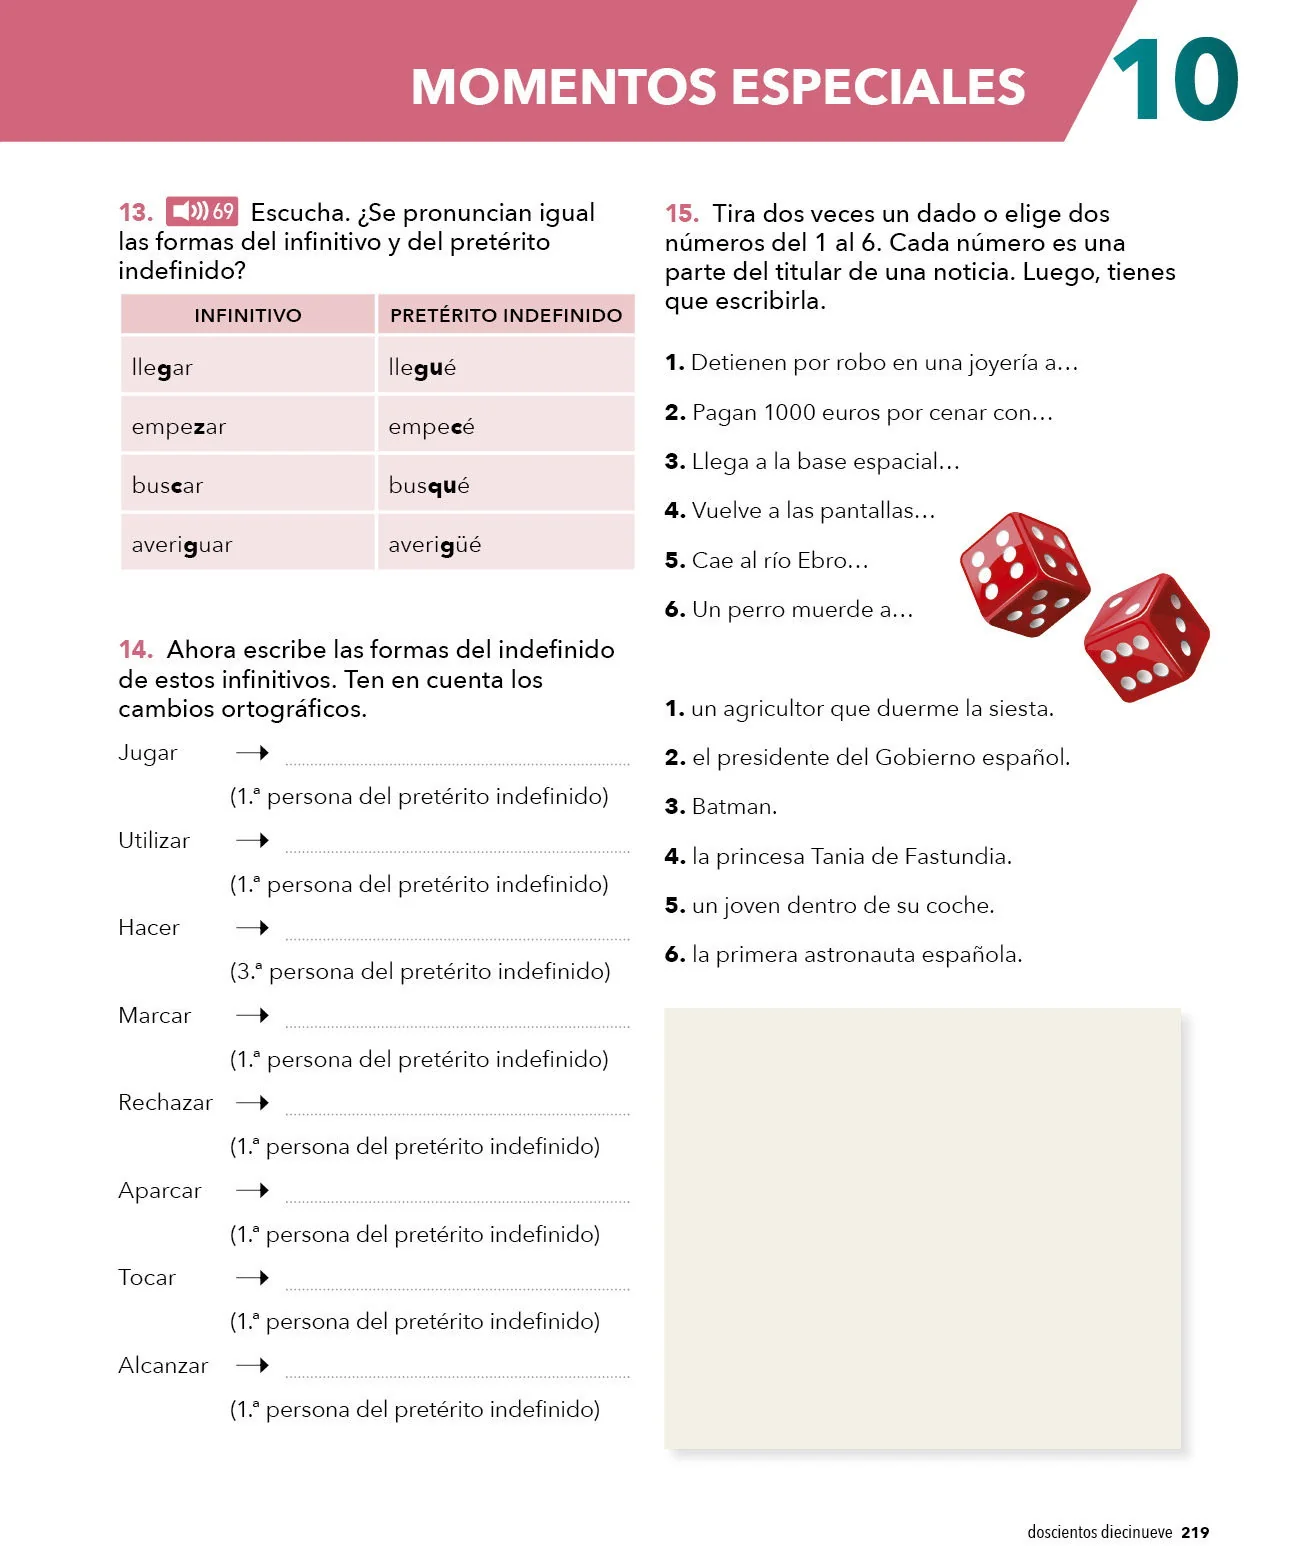 MOMENTOS ESPECIALES
10
13. 69 Escucha. ¿Se pronuncian igual
las formas del infinitivo y del pretérito
indefinido?
INFINITIVO PRETÉRITO INDEFINIDO
llegar llegué
empezar empecé
buscar busqué
averiguar averigüé
14. Ahora escribe las formas del indefinido
de estos infinitivos. Ten en cuenta los
cambios ortográficos.
Jugar
(1.ª persona del pretérito indefinido)
Utilizar
(1.ª persona del pretérito indefinido)
Hacer
(3.ª persona del pretérito indefinido)
Marcar
(1.ª persona del pretérito indefinido)
Rechazar
(1.ª persona del pretérito indefinido)
Aparcar
(1.ª persona del pretérito indefinido)
Tocar
(1.ª persona del pretérito indefinido)
Alcanzar
(1.ª persona del pretérito indefinido)
15. Tira dos veces un dado o elige dos
números del 1 al 6. Cada número es una
parte del titular de una noticia. Luego, tienes
que escribirla.
1. Detienen por robo en una joyería a…
2. Pagan 1000 euros por cenar con…
3. Llega a la base espacial…
4. Vuelve a las pantallas…
5. Cae al río Ebro…
6. Un perro muerde a…
1. un agricultor que duerme la siesta.
2. el presidente del Gobierno español.
3. Batman.
4. la princesa Tania de Fastundia.
5. un joven dentro de su coche.
6. la primera astronauta española.
doscientos diecinueve 219